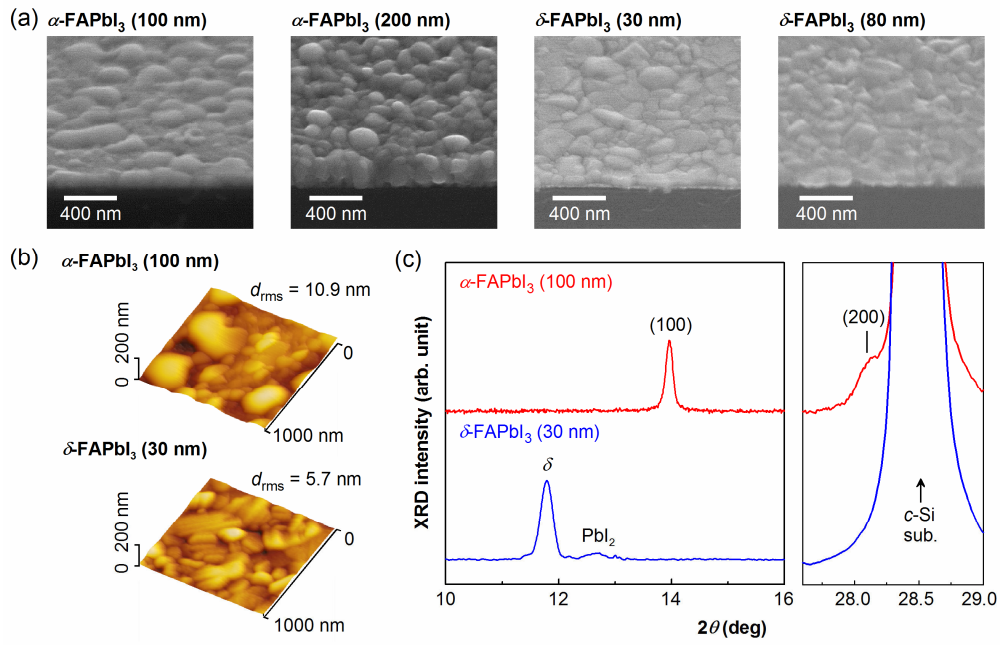 (a)
α-FAPbI₃ (100 nm)
α-FAPbI₃ (200 nm)
δ-FAPbI₃ (30 nm)
δ-FAPbI₃ (80 nm)
400 nm
400 nm
400 nm
400 nm
(b)
α-FAPbI₃ (100 nm)
d_rms = 10.9 nm
0 200 nm
0
1000 nm
δ-FAPbI₃ (30 nm)
d_rms = 5.7 nm
0 200 nm
0
1000 nm
(c)
XRD intensity (arb. unit)
α-FAPbI₃ (100 nm)
(100)
δ-FAPbI₃ (30 nm)
δ
PbI₂
10 12 14 16
(200)
c-Si
sub.
28.0 28.5 29.0
2θ (deg)